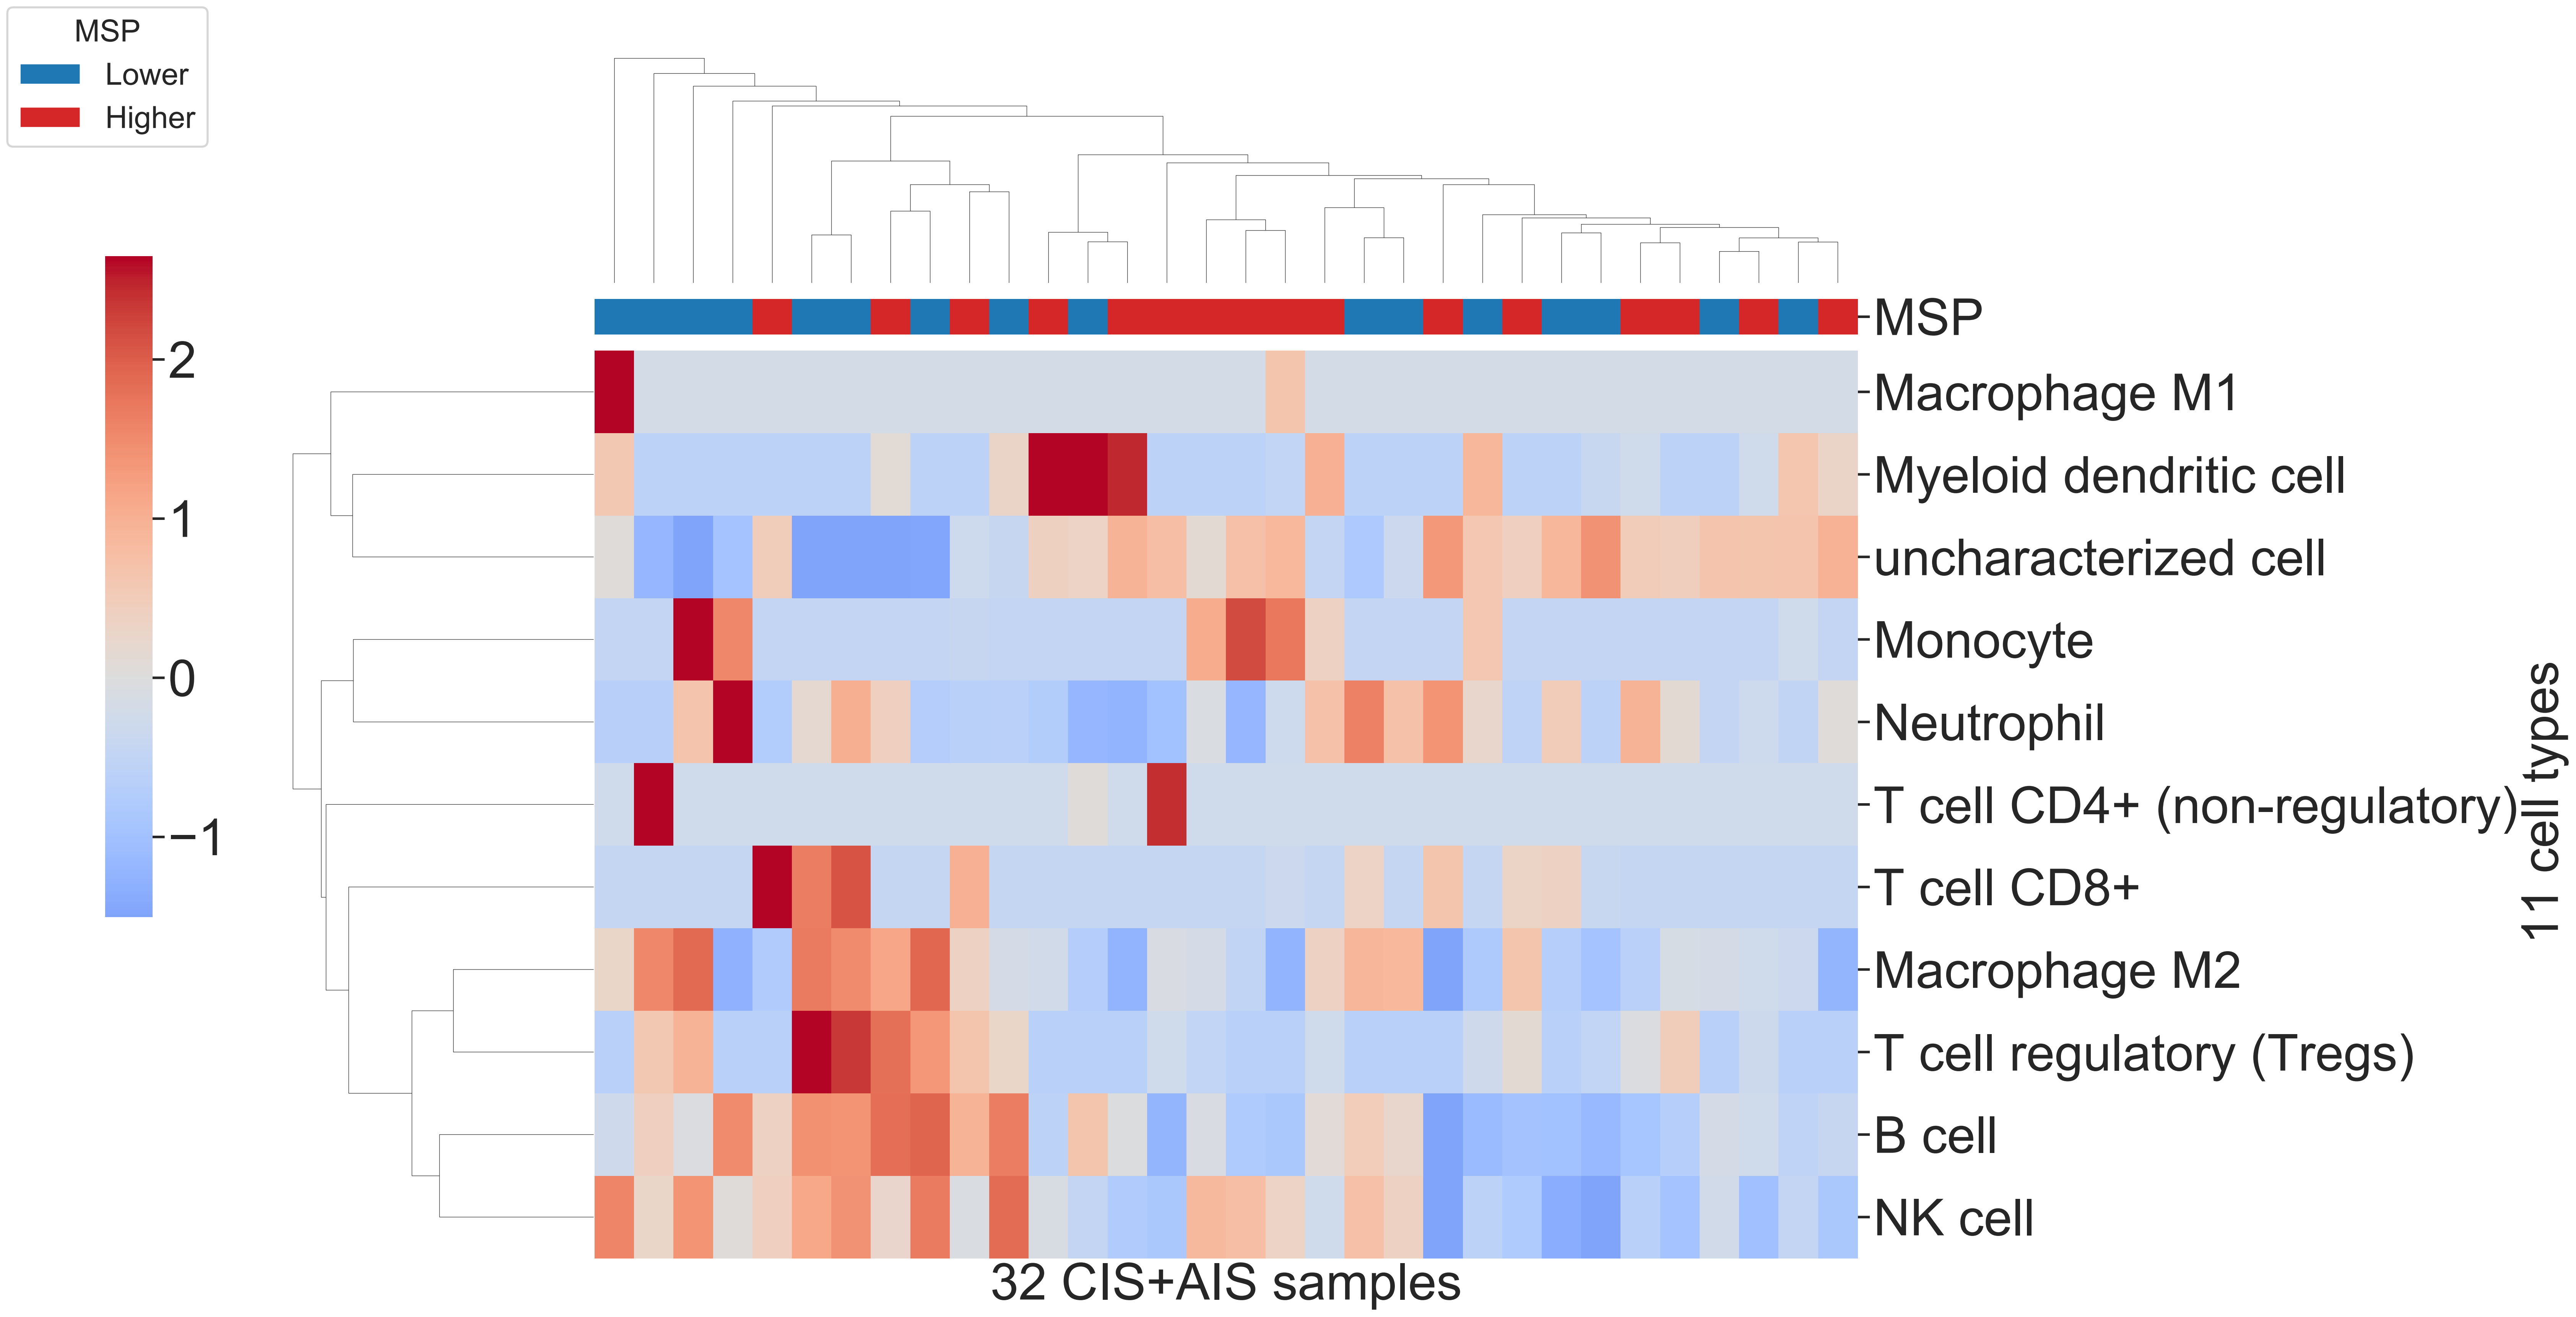 MSP
Lower
Higher
2
1
0
−1
MSP
Macrophage M1
Myeloid dendritic cell
uncharacterized cell
Monocyte
Neutrophil
T cell CD4+ (non-regulatory)
T cell CD8+
Macrophage M2
T cell regulatory (Tregs)
B cell
NK cell
11 cell types
32 CIS+AIS samples